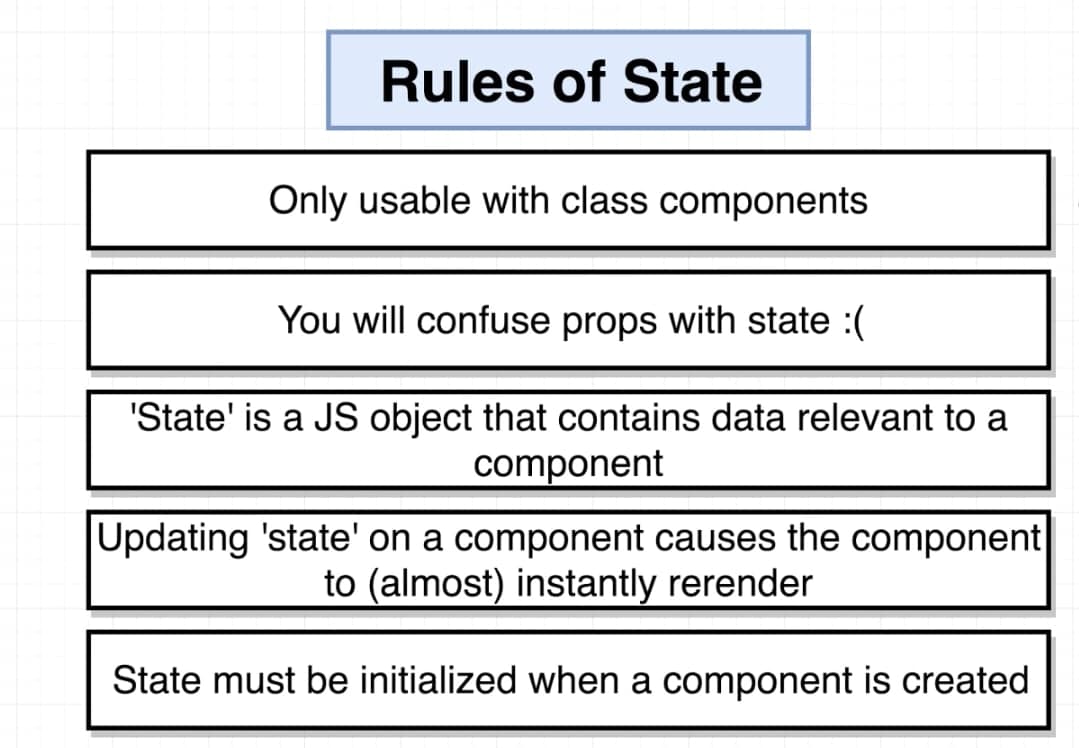 Rules of State
Only usable with class components
You will confuse props with state :(
'State' is a JS object that contains data relevant to a
component
Updating 'state' on a component causes the component
to (almost) instantly rerender
State must be initialized when a component is created